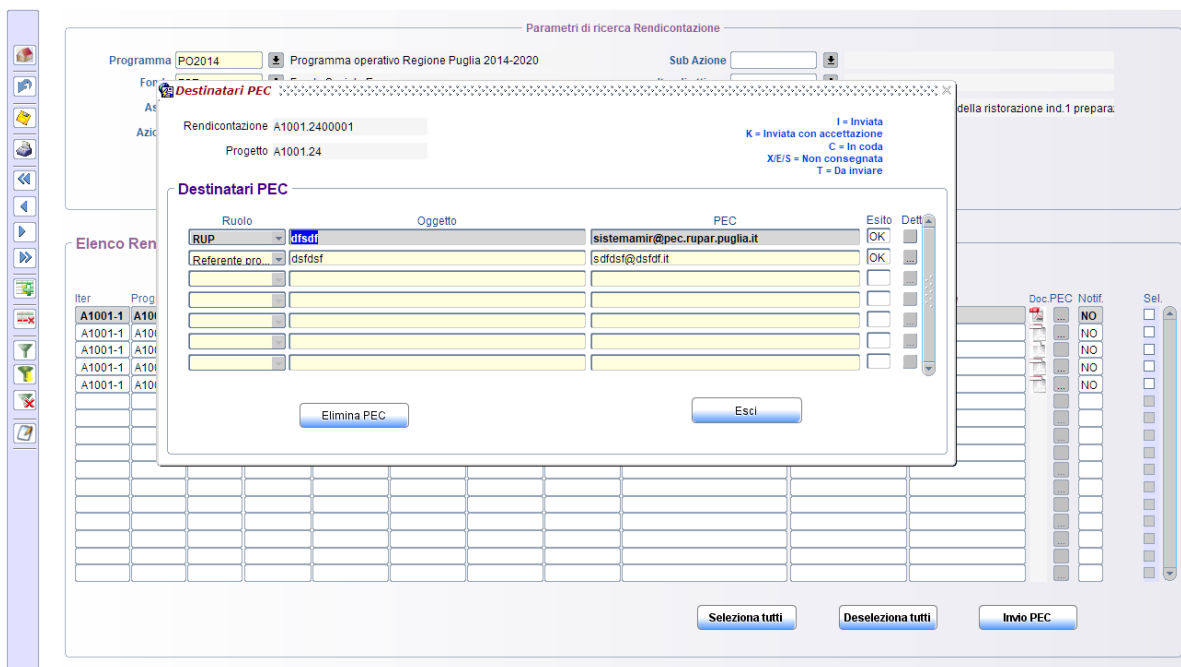 Parametri di ricerca Rendicontazione
Programma PO2014 Programma operativo Regione Puglia 2014-2020 Sub Azione
della ristorazione ind.1 prepara
Destinatari PEC
Rendicontazione A1001.2400001
Progetto A1001.24
I = Inviata
K = Inviata con accettazione
C = In coda
X/E/S = Non consegnata
T = Da inviare
Destinatari PEC
Ruolo Oggetto PEC Esito Dett
RUP dfsdf sistemamir@pec.rupar.puglia.it OK
Referente pro... dsfdsf sdfdsf@dsfdf.it OK ...
Elimina PEC Esci
Elenco Ren
Iter Prog Doc. PEC Notif. Sel.
A1001-1 A100 ... NO
A1001-1 A100 ... NO
A1001-1 A100 ... NO
A1001-1 A100 ... NO
A1001-1 A100 ... NO
Seleziona tutti Deseleziona tutti Invio PEC